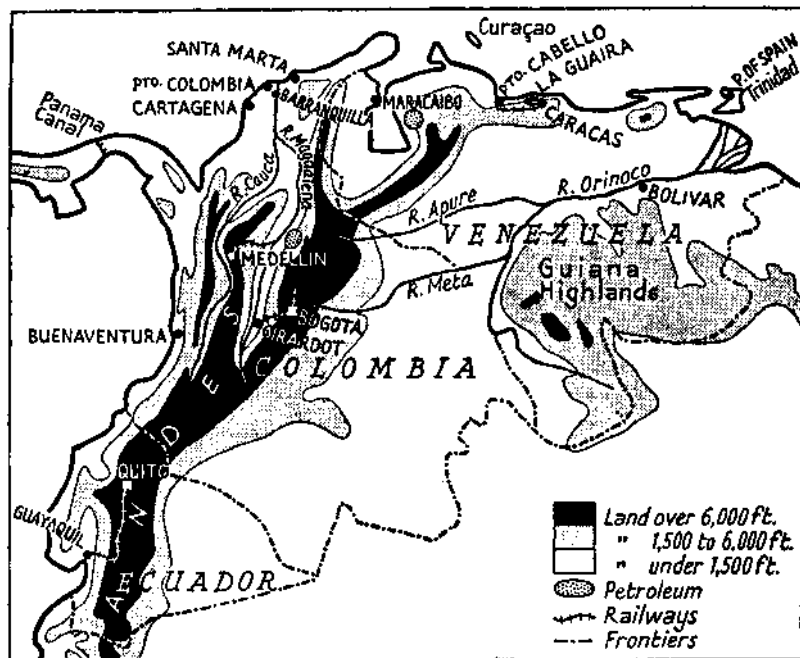 Curaçao
SANTA MARTA
PTO. CABELLO
LA GUAIRA
P. OF SPAIN
Trinidad
PTO. COLOMBIA
CARTAGENA
BARRANQUILLA
MARACAIBO
CARACAS
Panama
Canal
R. Cauca
R. Magdalena
R. Apure
R. Orinoco
BOLIVAR
VENEZUELA
MEDELLIN
R. Meta
Guiana
Highlands
BUENAVENTURA
BOGOTA
GIRARDOT
COLOMBIA
ANDES
QUITO
GUAYAQUIL
ECUADOR
Land over 6,000 ft.
" 1,500 to 6,000 ft.
" under 1,500 ft.
Petroleum
Railways
Frontiers